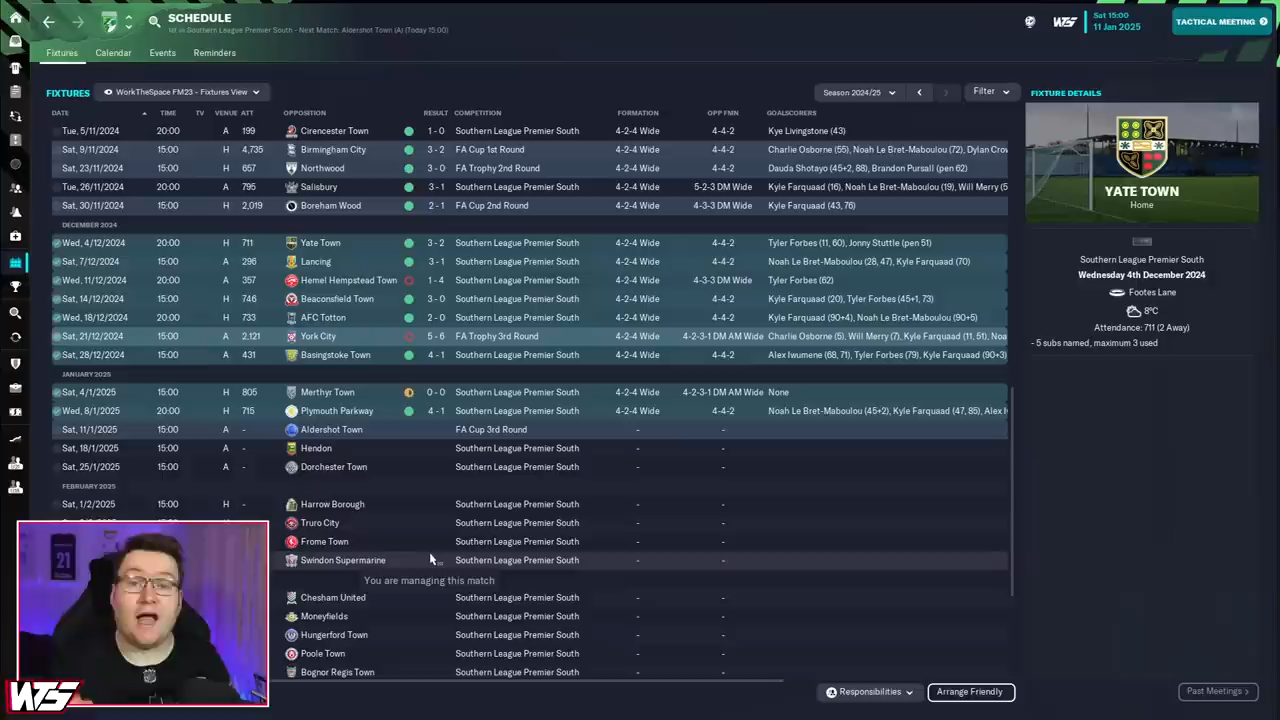 SCHEDULE
1st in Southern League Premier South - Next Match: Aldershot Town (A) (Today 15:00)
WTS
Sat 15:00
11 Jan 2025
TACTICAL MEETING
Fixtures Calendar Events Reminders
FIXTURES WorkTheSpace FM23 - Fixtures View Season 2024/25 Filter
DATE TIME TV VENUE ATT OPPOSITION RESULT COMPETITION FORMATION OPP FMN GOALSCORERS
Tue, 5/11/2024 20:00 A 199 Cirencester Town 1 - 0 Southern League Premier South 4-2-4 Wide 4-4-2 Kye Livingstone (43)
Sat, 9/11/2024 15:00 H 4,735 Birmingham City 3 - 2 FA Cup 1st Round 4-2-4 Wide 4-4-2 Charlie Osborne (55), Noah Le Bret-Maboulou (72), Dylan Crow
Sat, 23/11/2024 15:00 H 657 Northwood 3 - 0 FA Trophy 2nd Round 4-2-4 Wide 4-4-2 Dauda Shotayo (45+2, 88), Brandon Pursall (pen 62)
Tue, 26/11/2024 20:00 A 795 Salisbury 3 - 1 Southern League Premier South 4-2-4 Wide 5-2-3 DM Wide Kyle Farquaad (16), Noah Le Bret-Maboulou (19), Will Merry (5
Sat, 30/11/2024 15:00 H 2,019 Boreham Wood 2 - 1 FA Cup 2nd Round 4-2-4 Wide 4-3-3 DM Wide Kyle Farquaad (43, 76)
DECEMBER 2024
Wed, 4/12/2024 20:00 H 711 Yate Town 3 - 2 Southern League Premier South 4-2-4 Wide 4-4-2 Tyler Forbes (11, 60), Jonny Stuttle (pen 51)
Sat, 7/12/2024 15:00 A 296 Lancing 3 - 1 Southern League Premier South 4-2-4 Wide 4-4-2 Noah Le Bret-Maboulou (28, 47), Kyle Farquaad (70)
Wed, 11/12/2024 20:00 A 357 Hemel Hempstead Town 1 - 4 Southern League Premier South 4-2-4 Wide 4-3-3 DM Wide Tyler Forbes (62)
Sat, 14/12/2024 15:00 H 746 Beaconsfield Town 3 - 0 Southern League Premier South 4-2-4 Wide 4-4-2 Kyle Farquaad (20), Tyler Forbes (45+1, 73)
Wed, 18/12/2024 20:00 H 733 AFC Totton 2 - 0 Southern League Premier South 4-2-4 Wide 4-4-2 Kyle Farquaad (90+4), Noah Le Bret-Maboulou (90+5)
Sat, 21/12/2024 15:00 H 2,121 York City 5 - 6 FA Trophy 3rd Round 4-2-4 Wide 4-2-3-1 DM AM Wide Charlie Osborne (5), Will Merry (7), Kyle Farquaad (11, 51), Noa
Sat, 28/12/2024 15:00 A 431 Basingstoke Town 4 - 1 Southern League Premier South 4-2-4 Wide 4-4-2 Alex Iwumene (68, 71), Tyler Forbes (79), Kyle Farquaad (90+3)
JANUARY 2025
Sat, 4/1/2025 15:00 H 805 Merthyr Town 0 - 0 Southern League Premier South 4-2-4 Wide 4-2-3-1 DM AM Wide None
Wed, 8/1/2025 20:00 H 715 Plymouth Parkway 4 - 1 Southern League Premier South 4-2-4 Wide 4-4-2 Noah Le Bret-Maboulou (45+2), Kyle Farquaad (47, 85), Alex I
Sat, 11/1/2025 15:00 A - Aldershot Town FA Cup 3rd Round - -
Sat, 18/1/2025 15:00 A - Hendon Southern League Premier South - -
Sat, 25/1/2025 15:00 A - Dorchester Town Southern League Premier South - -
FEBRUARY 2025
Sat, 1/2/2025 15:00 H - Harrow Borough Southern League Premier South - -
Truro City Southern League Premier South - -
Frome Town Southern League Premier South - -
Swindon Supermarine Southern League Premier South - -
You are managing this match
Chesham United Southern League Premier South - -
Moneyfields Southern League Premier South - -
Hungerford Town Southern League Premier South - -
Poole Town Southern League Premier South - -
Bognor Regis Town Southern League Premier South - -
Responsibilities Arrange Friendly
FIXTURE DETAILS
YATE TOWN
Home
Southern League Premier South
Wednesday 4th December 2024
Footes Lane
8°C
Attendance: 711 (2 Away)
- 5 subs named, maximum 3 used
Past Meetings >
21
WTS